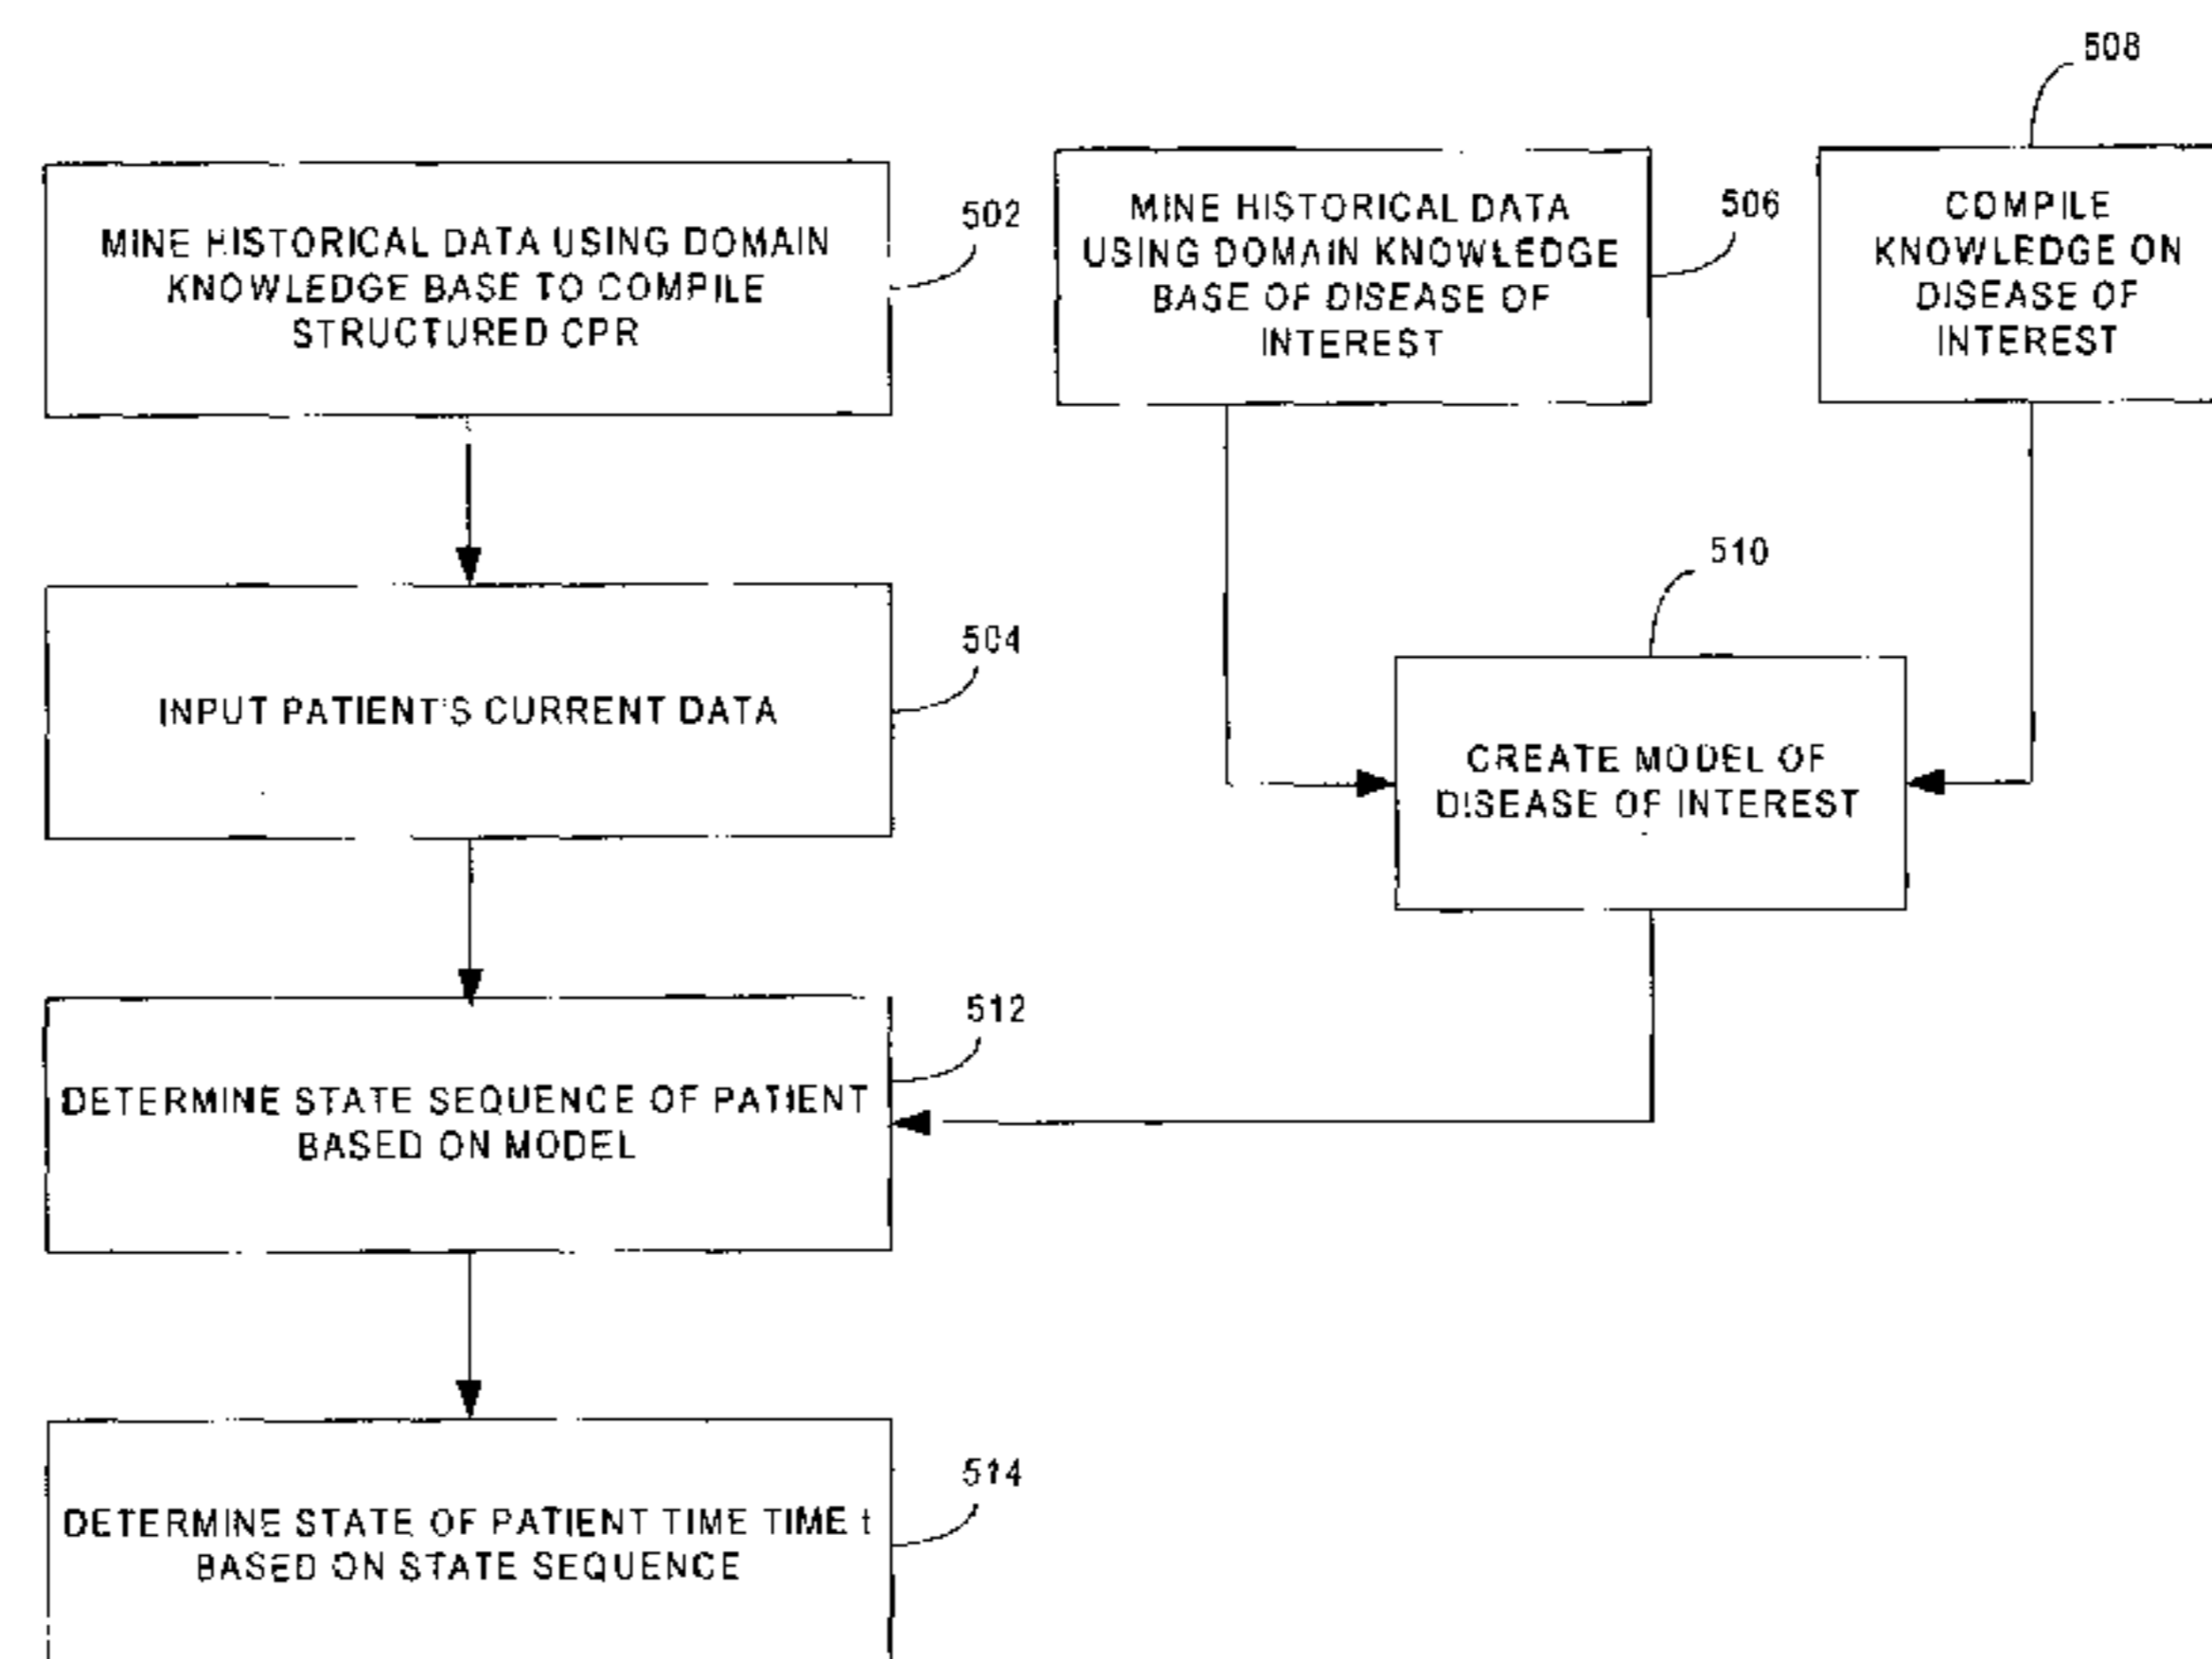 508
MINE HISTORICAL DATA USING DOMAIN
KNOWLEDGE BASE TO COMPILE
STRUCTURED CPR
502
MINE HISTORICAL DATA
USING DOMAIN KNOWLEDGE
BASE OF DISEASE OF
INTEREST
506
COMPILE
KNOWLEDGE ON
DISEASE OF
INTEREST
INPUT PATIENT'S CURRENT DATA
504
510
CREATE MODEL OF
DISEASE OF INTEREST
DETERMINE STATE SEQUENCE OF PATIENT
BASED ON MODEL
512
DETERMINE STATE OF PATIENT TIME TIME t
BASED ON STATE SEQUENCE
514